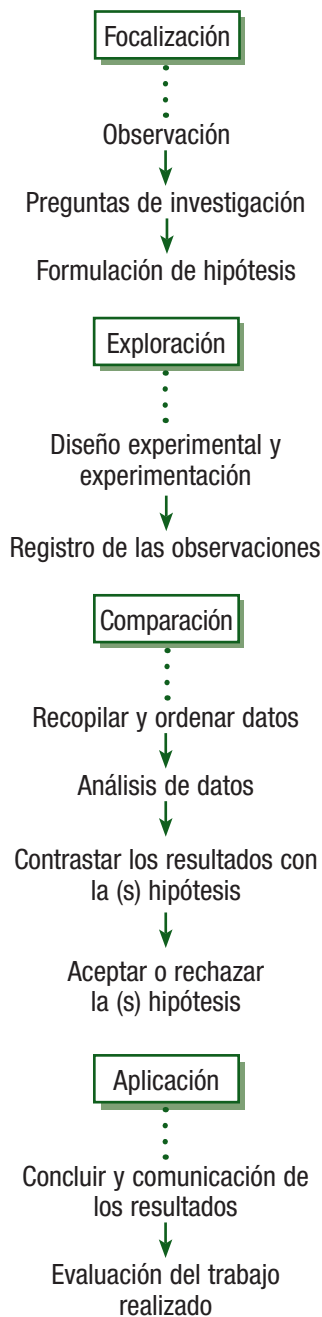 Focalización
Observación
Preguntas de investigación
Formulación de hipótesis
Exploración
Diseño experimental y
experimentación
Registro de las observaciones
Comparación
Recopilar y ordenar datos
Análisis de datos
Contrastar los resultados con
la (s) hipótesis
Aceptar o rechazar
la (s) hipótesis
Aplicación
Concluir y comunicación de
los resultados
Evaluación del trabajo
realizado